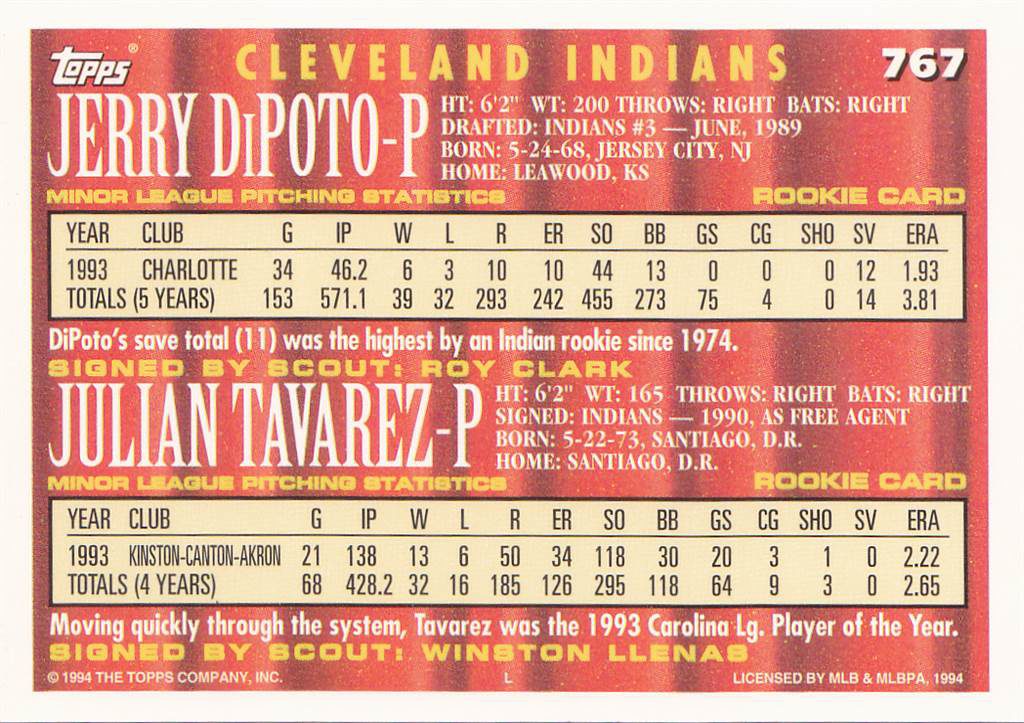 Topps® CLEVELAND INDIANS 767
JERRY DiPOTO-P
HT: 6'2" WT: 200 THROWS: RIGHT BATS: RIGHT
DRAFTED: INDIANS #3 — JUNE, 1989
BORN: 5-24-68, JERSEY CITY, NJ
HOME: LEAWOOD, KS
MINOR LEAGUE PITCHING STATISTICS ROOKIE CARD
YEAR CLUB G IP W L R ER SO BB GS CG SHO SV ERA
1993 CHARLOTTE 34 46.2 6 3 10 10 44 13 0 0 0 12 1.93
TOTALS (5 YEARS) 153 571.1 39 32 293 242 455 273 75 4 0 14 3.81
DiPoto's save total (11) was the highest by an Indian rookie since 1974.
SIGNED BY SCOUT: ROY CLARK
JULIAN TAVAREZ-P
HT: 6'2" WT: 165 THROWS: RIGHT BATS: RIGHT
SIGNED: INDIANS — 1990, AS FREE AGENT
BORN: 5-22-73, SANTIAGO, D.R.
HOME: SANTIAGO, D.R.
MINOR LEAGUE PITCHING STATISTICS ROOKIE CARD
YEAR CLUB G IP W L R ER SO BB GS CG SHO SV ERA
1993 KINSTON-CANTON-AKRON 21 138 13 6 50 34 118 30 20 3 1 0 2.22
TOTALS (4 YEARS) 68 428.2 32 16 185 126 295 118 64 9 3 0 2.65
Moving quickly through the system, Tavarez was the 1993 Carolina Lg. Player of the Year.
SIGNED BY SCOUT: WINSTON LLENAS
© 1994 THE TOPPS COMPANY, INC. L LICENSED BY MLB & MLBPA, 1994